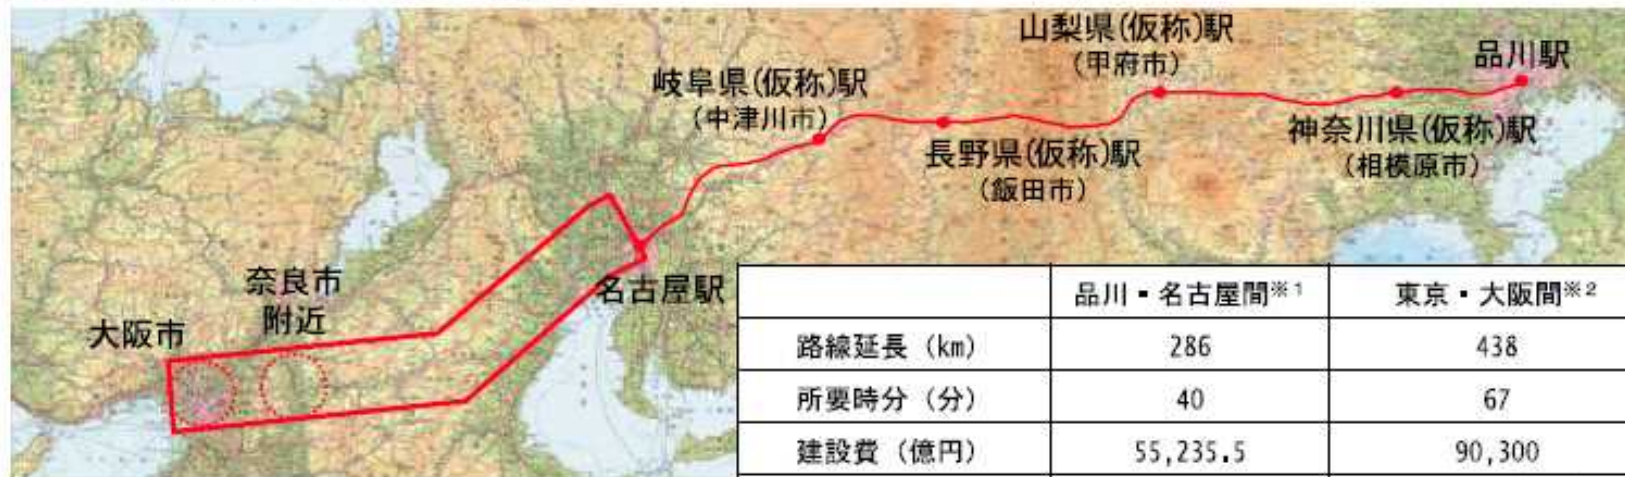 山梨県(仮称)駅
(甲府市)
品川駅
岐阜県(仮称)駅
(中津川市)
長野県(仮称)駅
(飯田市)
神奈川県(仮称)駅
(相模原市)
奈良市
附近
大阪市
名古屋駅
品川・名古屋間※1 東京・大阪間※2
路線延長(km) 286 438
所要時分(分) 40 67
建設費(億円) 55,235.5 90,300